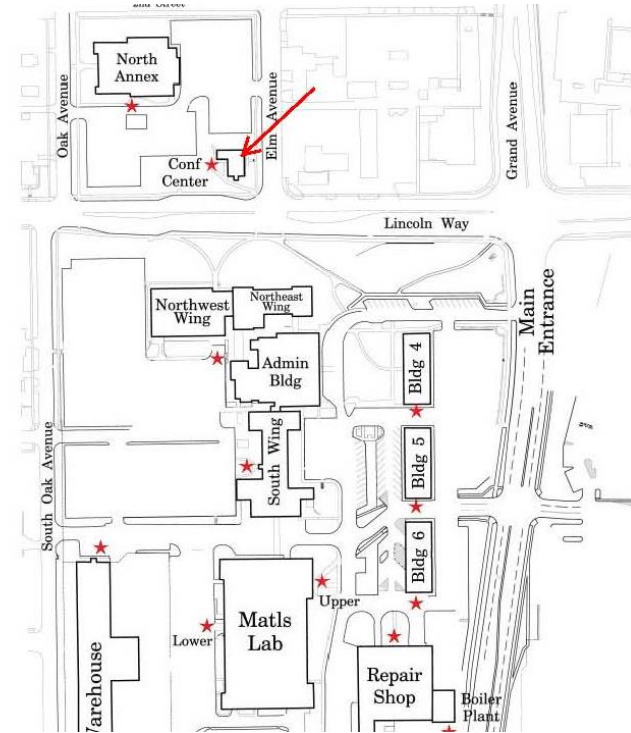 2nd Street
North
Annex
Oak Avenue
Elm Avenue
Grand Avenue
Conf
Center
Lincoln Way
Main
Entrance
Northwest
Wing
Northeast
Wing
Admin
Bldg
Bldg 4
South Wing
Bldg 5
South Oak Avenue
Bldg 6
Upper
Matls
Lab
Lower
Warehouse
Repair
Shop
Boiler
Plant